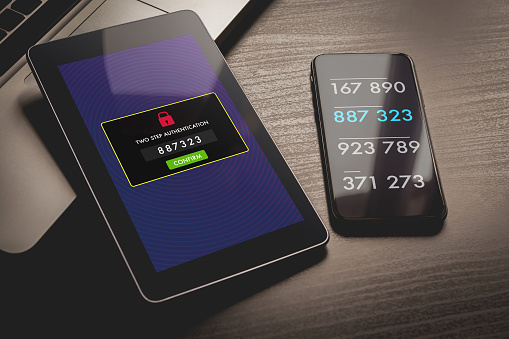 TWO STEP AUTHENTICATION
887323
CONFIRM
167 890
887 323
923 789
371 273